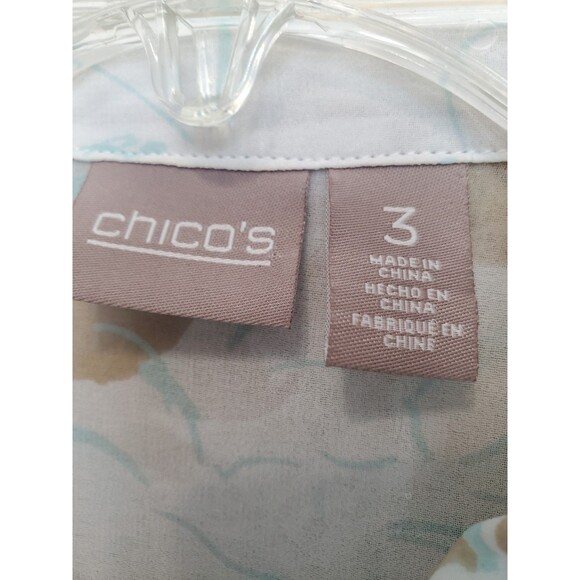 chico's
3
MADE IN
CHINA
HECHO EN
CHINA
FABRIQUÉ EN
CHINE